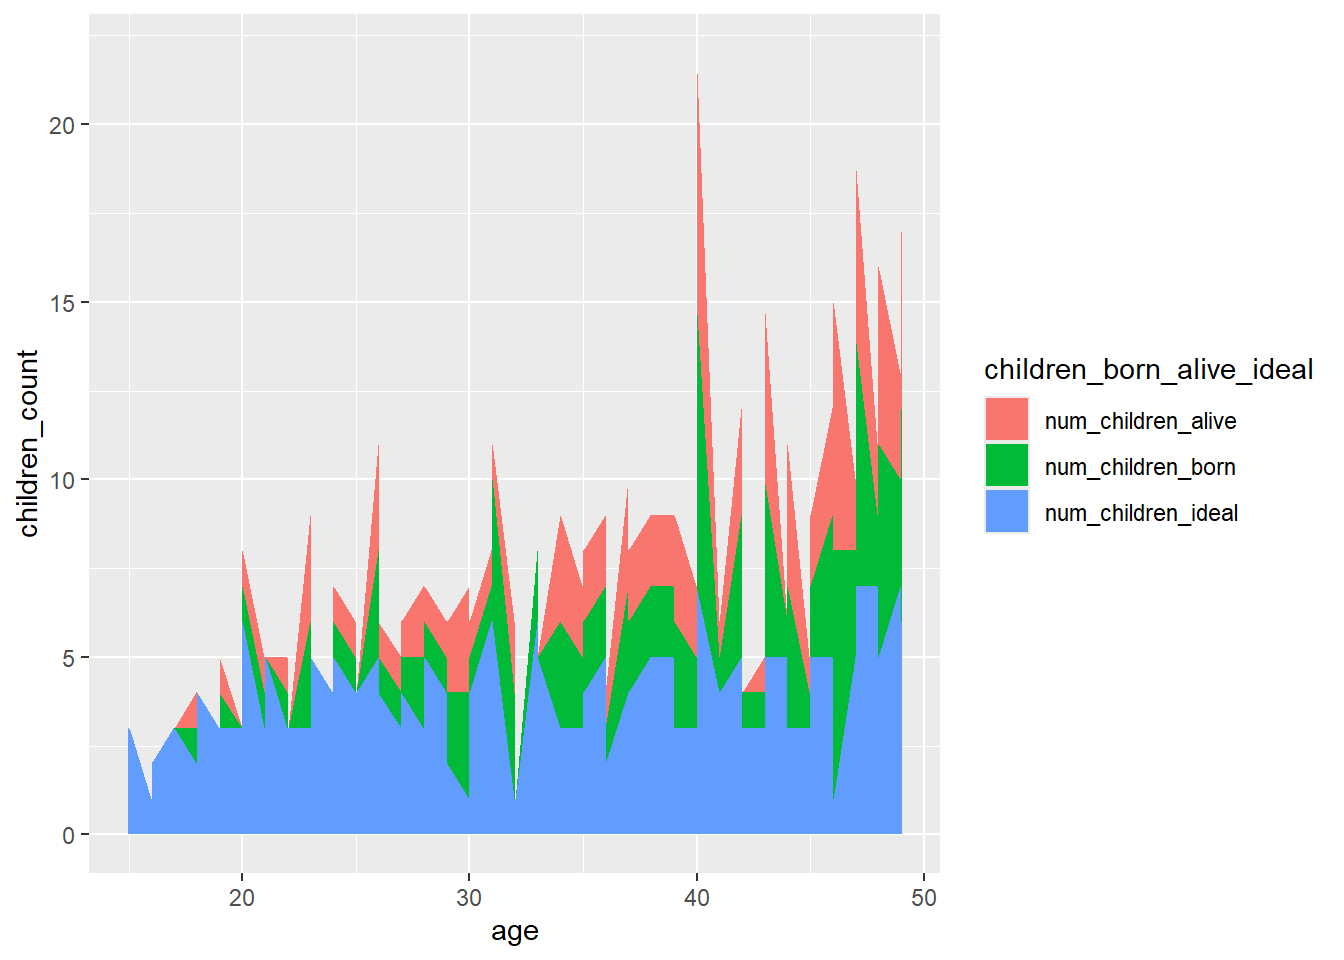 children_count
20
15
10
5
0
20
30
40
50
age
children_born_alive_ideal
num_children_alive
num_children_born
num_children_ideal